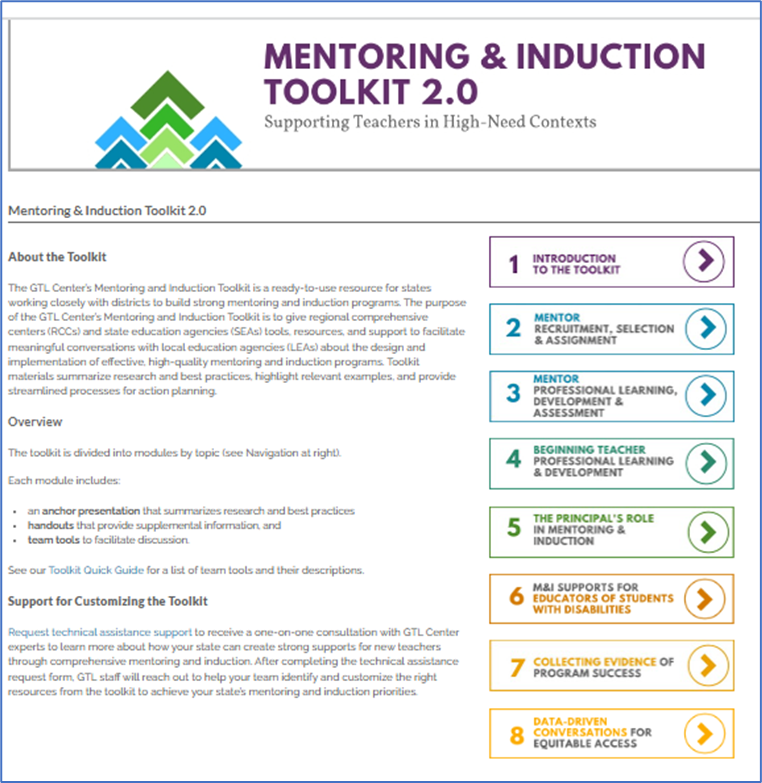 MENTORING & INDUCTION
TOOLKIT 2.0
Supporting Teachers in High-Need Contexts
Mentoring & Induction Toolkit 2.0
About the Toolkit
The GTL Center's Mentoring and Induction Toolkit is a ready-to-use resource for states
working closely with districts to build strong mentoring and induction programs. The purpose
of the GTL Center's Mentoring and Induction Toolkit is to give regional comprehensive
centers (RCCs) and state education agencies (SEAs) tools, resources, and support to facilitate
meaningful conversations with local education agencies (LEAs) about the design and
implementation of effective, high-quality mentoring and induction programs. Toolkit
materials summarize research and best practices, highlight relevant examples, and provide
streamlined processes for action planning.
Overview
The toolkit is divided into modules by topic (see Navigation at right).
Each module includes:
• an anchor presentation that summarizes research and best practices
• handouts that provide supplemental information, and
• team tools to facilitate discussion.
See our Toolkit Quick Guide for a list of team tools and their descriptions.
Support for Customizing the Toolkit
Request technical assistance support to receive a one-on-one consultation with GTL Center
experts to learn more about how your state can create strong supports for new teachers
through comprehensive mentoring and induction. After completing the technical assistance
request form, GTL staff will reach out to help your team identify and customize the right
resources from the toolkit to achieve your state's mentoring and induction priorities.
1 INTRODUCTION
TO THE TOOLKIT
2 MENTOR
RECRUITMENT, SELECTION
& ASSIGNMENT
3 MENTOR
PROFESSIONAL LEARNING,
DEVELOPMENT &
ASSESSMENT
4 BEGINNING TEACHER
PROFESSIONAL LEARNING
& DEVELOPMENT
5 THE PRINCIPAL'S ROLE
IN MENTORING &
INDUCTION
6 M&I SUPPORTS FOR
EDUCATORS OF STUDENTS
WITH DISABILITIES
7 COLLECTING EVIDENCE OF
PROGRAM SUCCESS
8 DATA-DRIVEN
CONVERSATIONS FOR
EQUITABLE ACCESS